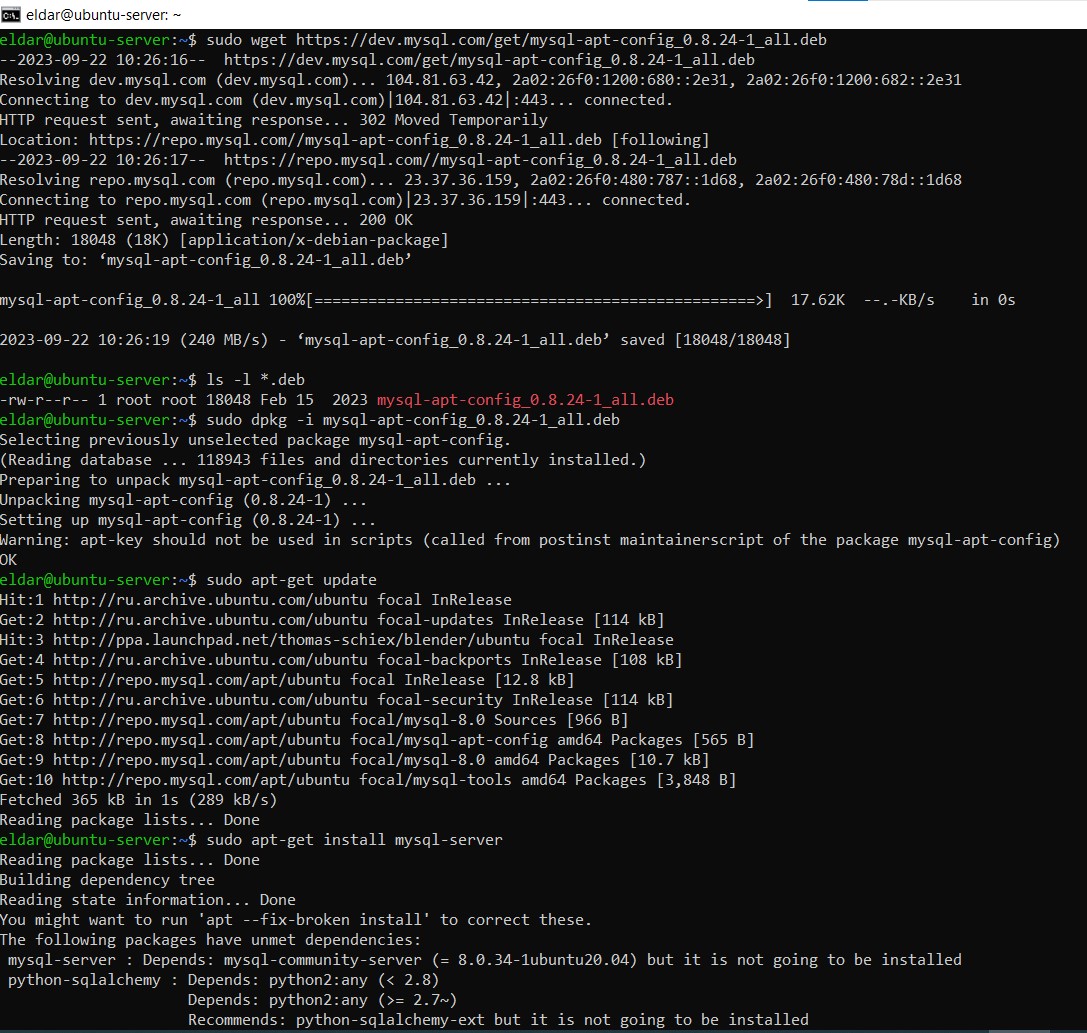 eldar@ubuntu-server: ~
eldar@ubuntu-server:~$ sudo wget https://dev.mysql.com/get/mysql-apt-config_0.8.24-1_all.deb
--2023-09-22 10:26:16--  https://dev.mysql.com/get/mysql-apt-config_0.8.24-1_all.deb
Resolving dev.mysql.com (dev.mysql.com)... 104.81.63.42, 2a02:26f0:1200:680::2e31, 2a02:26f0:1200:682::2e31
Connecting to dev.mysql.com (dev.mysql.com)|104.81.63.42|:443... connected.
HTTP request sent, awaiting response... 302 Moved Temporarily
Location: https://repo.mysql.com//mysql-apt-config_0.8.24-1_all.deb [following]
--2023-09-22 10:26:17--  https://repo.mysql.com//mysql-apt-config_0.8.24-1_all.deb
Resolving repo.mysql.com (repo.mysql.com)... 23.37.36.159, 2a02:26f0:480:787::1d68, 2a02:26f0:480:78d::1d68
Connecting to repo.mysql.com (repo.mysql.com)|23.37.36.159|:443... connected.
HTTP request sent, awaiting response... 200 OK
Length: 18048 (18K) [application/x-debian-package]
Saving to: ‘mysql-apt-config_0.8.24-1_all.deb’
mysql-apt-config_0.8.24-1_all 100%[=================================================>]  17.62K  --.-KB/s    in 0s
2023-09-22 10:26:19 (240 MB/s) - ‘mysql-apt-config_0.8.24-1_all.deb’ saved [18048/18048]
eldar@ubuntu-server:~$ ls -l *.deb
-rw-r--r-- 1 root root 18048 Feb 15  2023 mysql-apt-config_0.8.24-1_all.deb
eldar@ubuntu-server:~$ sudo dpkg -i mysql-apt-config_0.8.24-1_all.deb
Selecting previously unselected package mysql-apt-config.
(Reading database ... 118943 files and directories currently installed.)
Preparing to unpack mysql-apt-config_0.8.24-1_all.deb ...
Unpacking mysql-apt-config (0.8.24-1) ...
Setting up mysql-apt-config (0.8.24-1) ...
Warning: apt-key should not be used in scripts (called from postinst maintainerscript of the package mysql-apt-config)
OK
eldar@ubuntu-server:~$ sudo apt-get update
Hit:1 http://ru.archive.ubuntu.com/ubuntu focal InRelease
Get:2 http://ru.archive.ubuntu.com/ubuntu focal-updates InRelease [114 kB]
Hit:3 http://ppa.launchpad.net/thomas-schiex/blender/ubuntu focal InRelease
Get:4 http://ru.archive.ubuntu.com/ubuntu focal-backports InRelease [108 kB]
Get:5 http://repo.mysql.com/apt/ubuntu focal InRelease [12.8 kB]
Get:6 http://ru.archive.ubuntu.com/ubuntu focal-security InRelease [114 kB]
Get:7 http://repo.mysql.com/apt/ubuntu focal/mysql-8.0 Sources [966 B]
Get:8 http://repo.mysql.com/apt/ubuntu focal/mysql-apt-config amd64 Packages [565 B]
Get:9 http://repo.mysql.com/apt/ubuntu focal/mysql-8.0 amd64 Packages [10.7 kB]
Get:10 http://repo.mysql.com/apt/ubuntu focal/mysql-tools amd64 Packages [3,848 B]
Fetched 365 kB in 1s (289 kB/s)
Reading package lists... Done
eldar@ubuntu-server:~$ sudo apt-get install mysql-server
Reading package lists... Done
Building dependency tree
Reading state information... Done
You might want to run 'apt --fix-broken install' to correct these.
The following packages have unmet dependencies:
 mysql-server : Depends: mysql-community-server (= 8.0.34-1ubuntu20.04) but it is not going to be installed
 python-sqlalchemy : Depends: python2:any (< 2.8)
                     Depends: python2:any (>= 2.7~)
                     Recommends: python-sqlalchemy-ext but it is not going to be installed